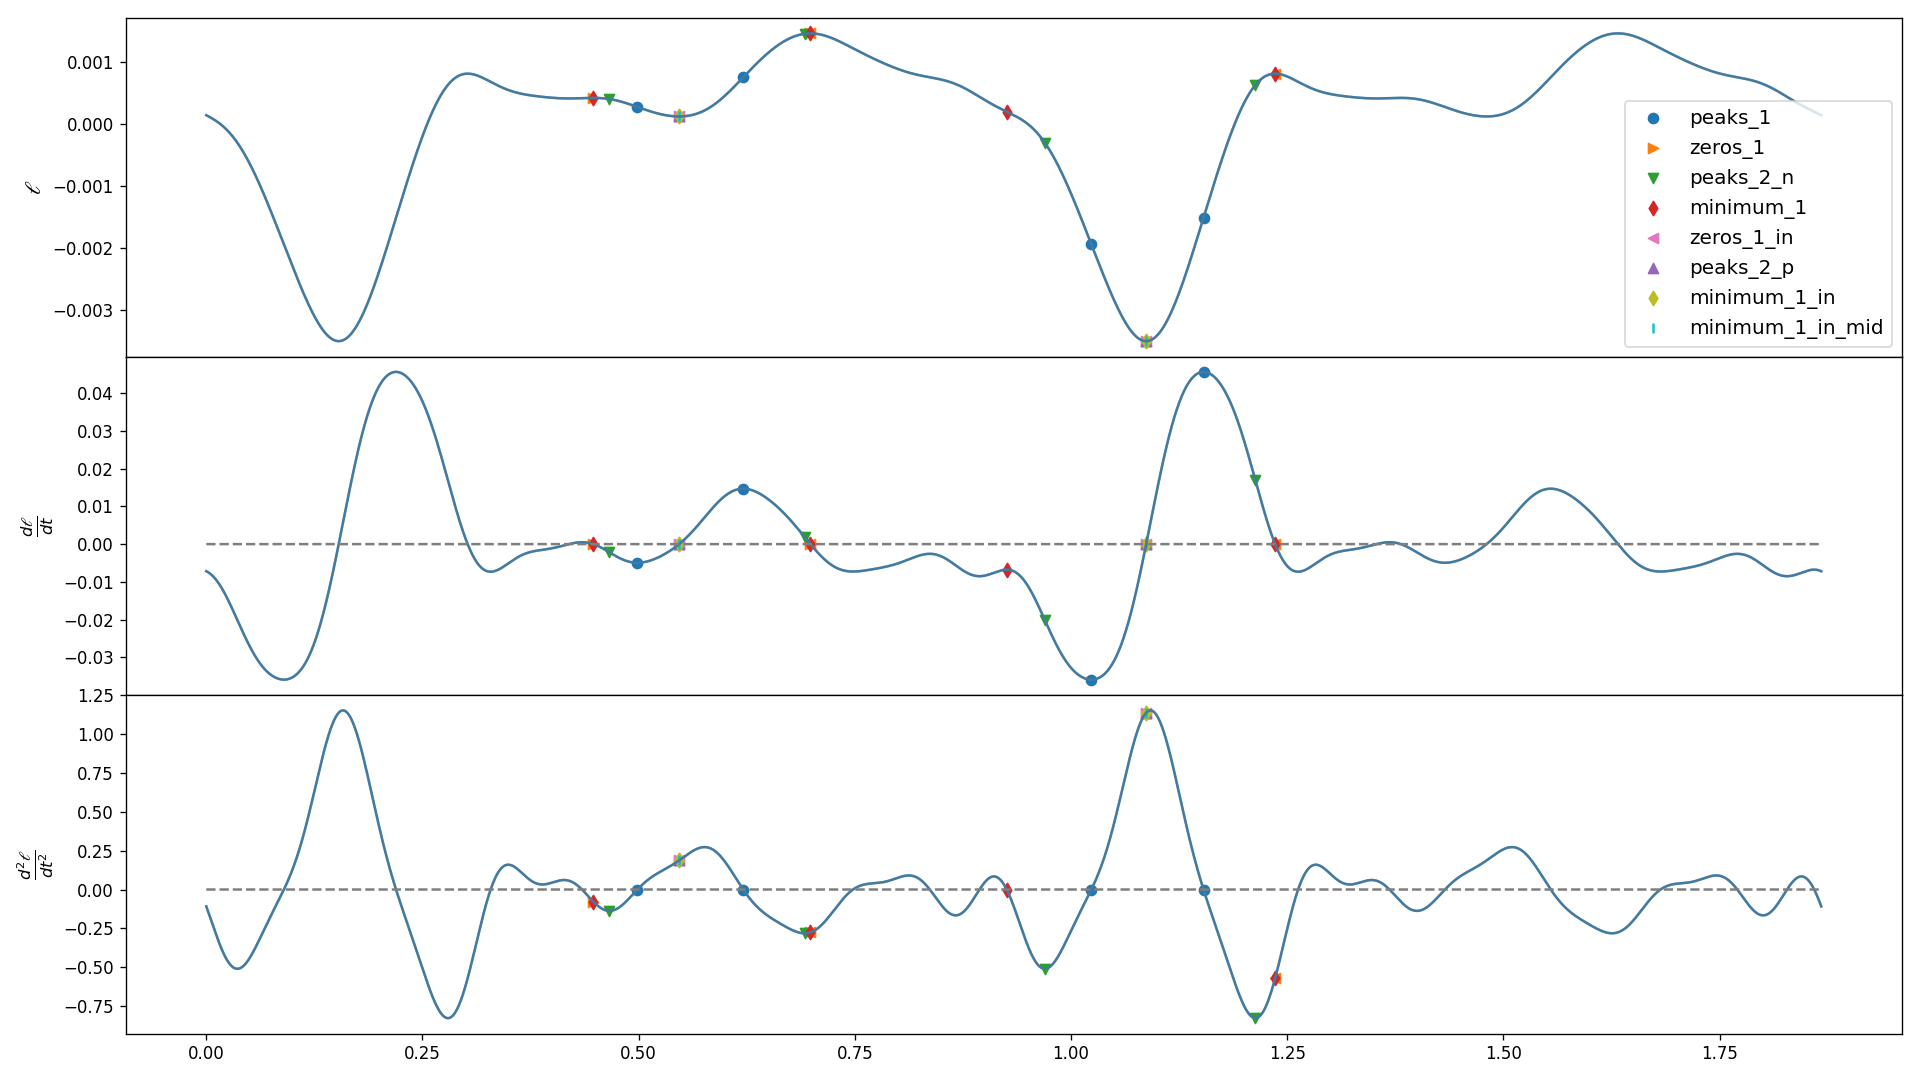 0.001
0.000
−0.001
−0.002
−0.003
ℓ
peaks_1
zeros_1
peaks_2_n
minimum_1
zeros_1_in
peaks_2_p
minimum_1_in
minimum_1_in_mid
0.04
0.03
0.02
0.01
0.00
−0.01
−0.02
−0.03
dℓ
dt
1.25
1.00
0.75
0.50
0.25
0.00
−0.25
−0.50
−0.75
d²ℓ
dt²
0.00 0.25 0.50 0.75 1.00 1.25 1.50 1.75